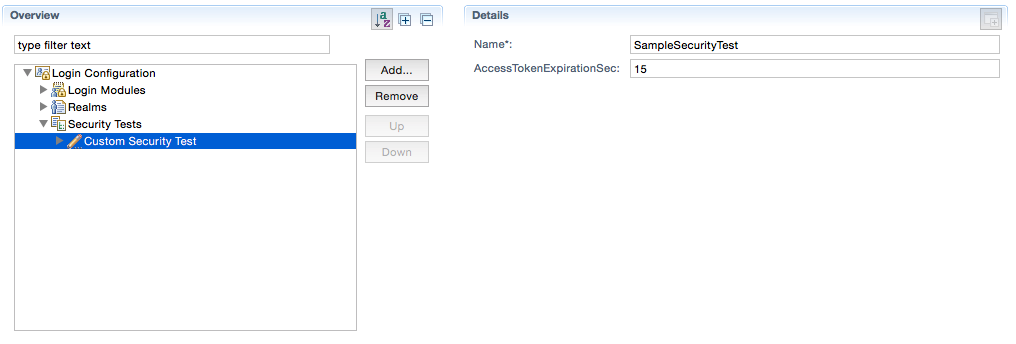 Overview
type filter text
Login Configuration
Login Modules
Realms
Security Tests
Custom Security Test
Add...
Remove
Up
Down
Details
Name*: SampleSecurityTest
AccessTokenExpirationSec: 15